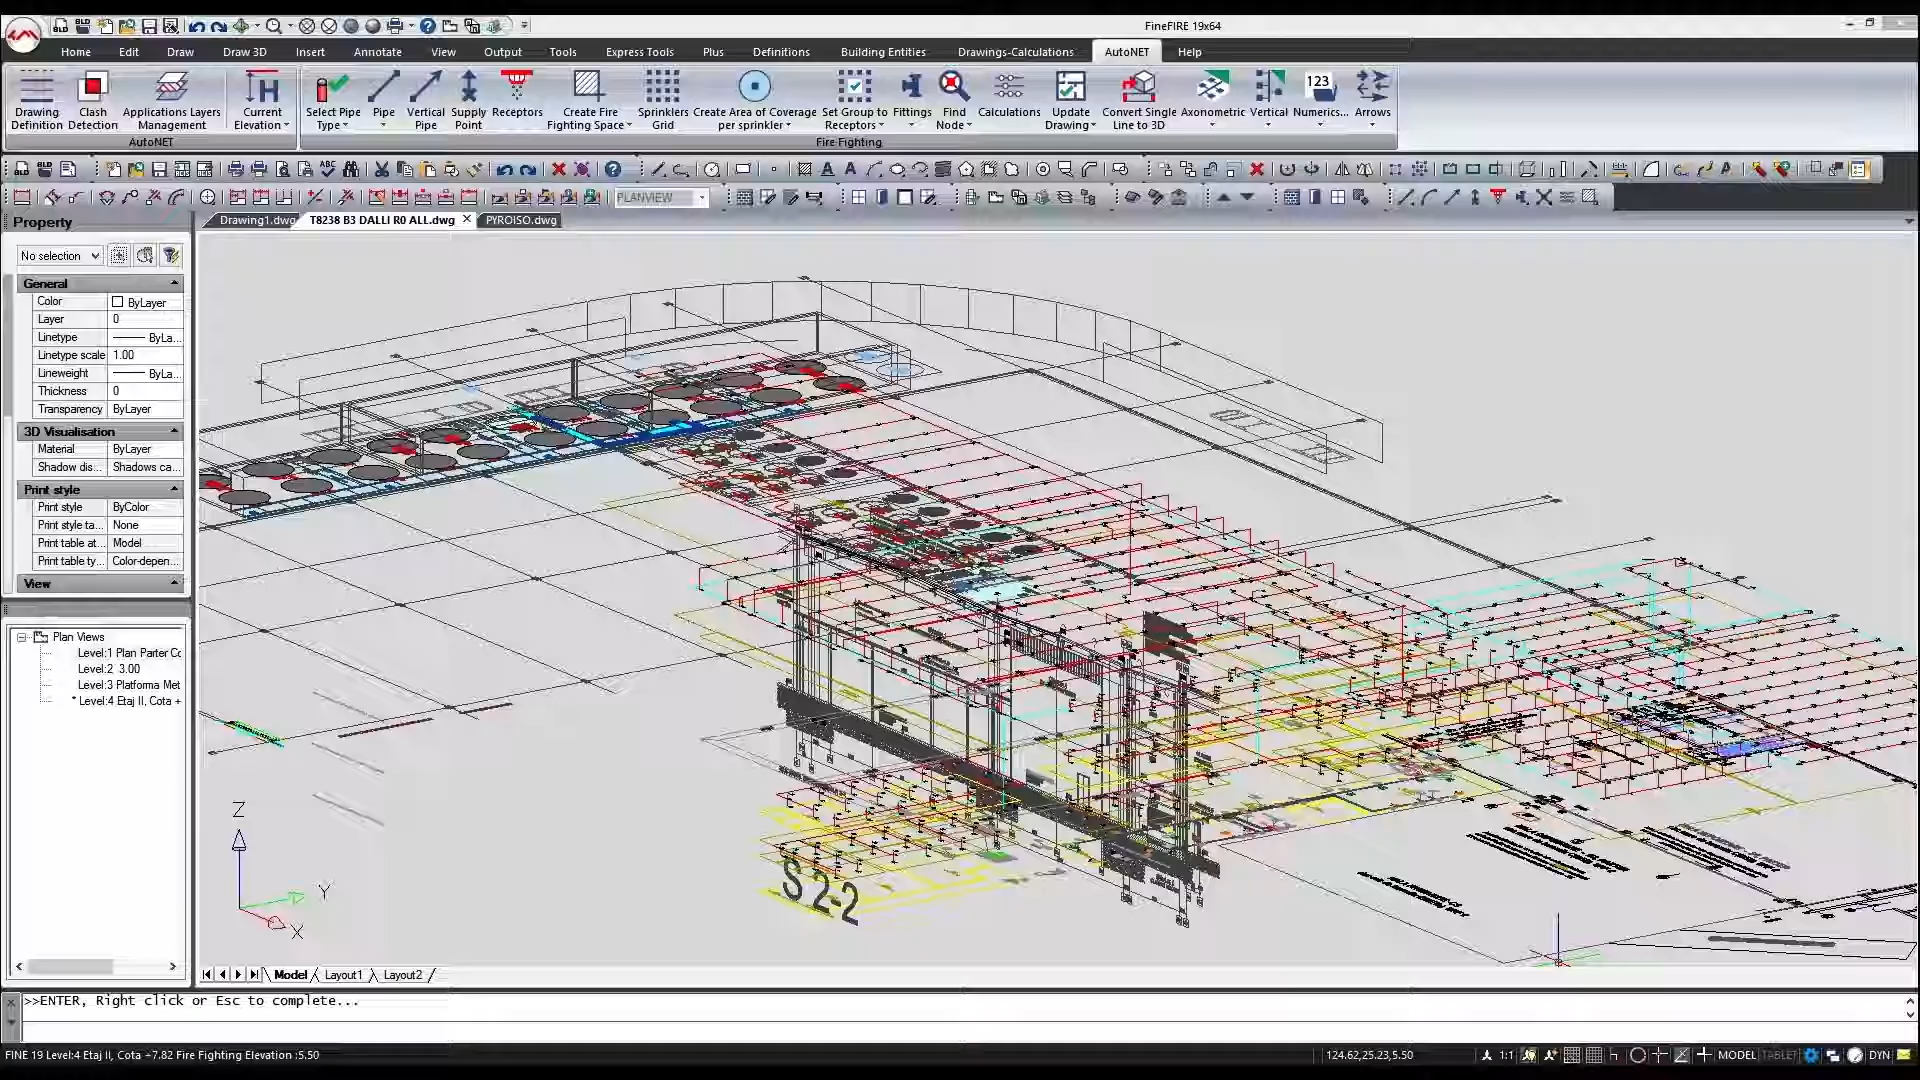 FineFIRE 19x64
Home Edit Draw Draw 3D Insert Annotate View Output Tools Express Tools Plus Definitions Building Entities Drawings-Calculations AutoNET Help
Drawing Definition
Clash Detection
Applications Layers Management
Current Elevation
Select Pipe Type
Pipe
Vertical Pipe
Supply Point
Receptors
Create Fire Fighting Space
Sprinklers Grid
Create Area of Coverage per sprinkler
Set Group to Receptors
Fittings
Find Node
Calculations
Update Drawing
Convert Single Line to 3D
Axonometric
Vertical
123
Numerics...
Arrows
AutoNET
Fire Fighting
PLANVIEW
Property
Drawing1.dwg
T8238 B3 DALLI R0 ALL.dwg
PYROISO.dwg
No selection
General
Color ByLayer
Layer 0
Linetype ByLa...
Linetype scale 1.00
Lineweight ByLa...
Thickness 0
Transparency ByLayer
3D Visualisation
Material ByLayer
Shadow dis... Shadows ca...
Print style
Print style ByColor
Print style ta... None
Print table at... Model
Print table ty... Color-depen...
View
Plan Views
Level:1 Plan Parter Co
Level:2 3.00
Level:3 Platforma Met
* Level:4 Etaj II, Cota +
S 2-2
Z
Y
X
Model Layout1 Layout2
>>ENTER, Right click or Esc to complete...
FINE 19 Level:4 Etaj II, Cota +7.82 Fire Fighting Elevation :5.50
124.62,25.23,5.50 1:1 MODEL TABLET DYN